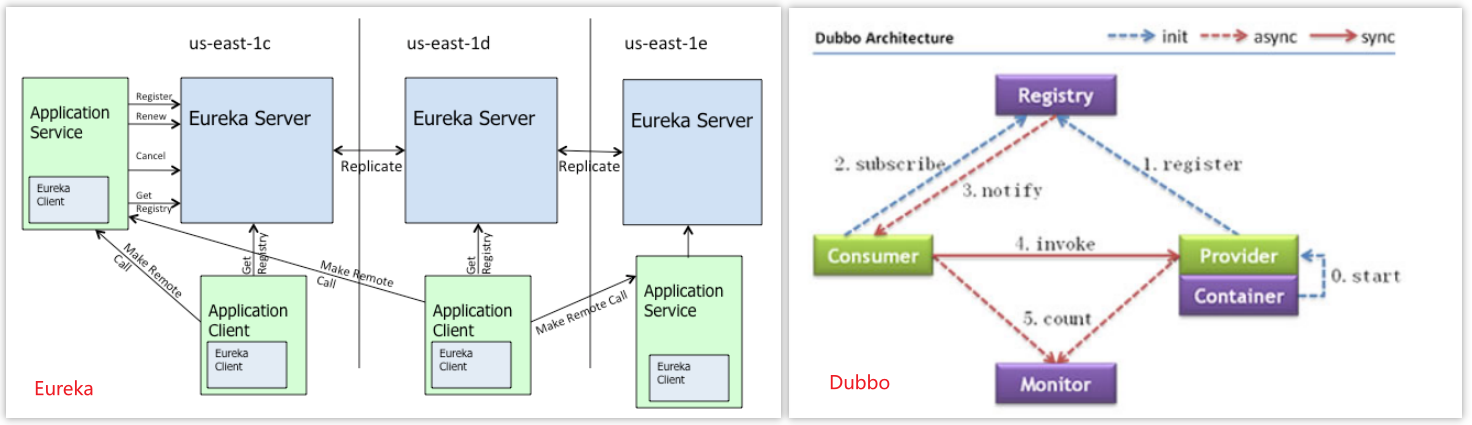 us-east-1c
us-east-1d
us-east-1e
Application
Service
Eureka
Client
Register
Renew
Cancel
Get
Registry
Eureka Server
Replicate
Eureka Server
Replicate
Eureka Server
Make Remote
Call
Get
Registry
Make Remote
Call
Get
Registry
Make Remote Call
Application
Client
Eureka
Client
Application
Client
Eureka
Client
Application
Service
Eureka
Client
Eureka
Dubbo Architecture
init
async
sync
Registry
2. subscribe
3. notify
1. register
Consumer
4. invoke
Provider
Container
0. start
5. count
Monitor
Dubbo